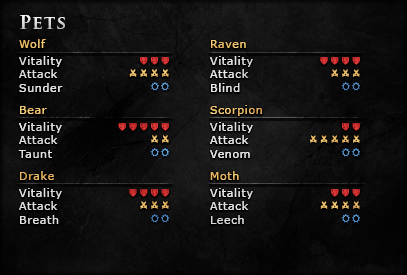 Pets
Wolf
Vitality
Attack
Sunder
Raven
Vitality
Attack
Blind
Bear
Vitality
Attack
Taunt
Scorpion
Vitality
Attack
Venom
Drake
Vitality
Attack
Breath
Moth
Vitality
Attack
Leech